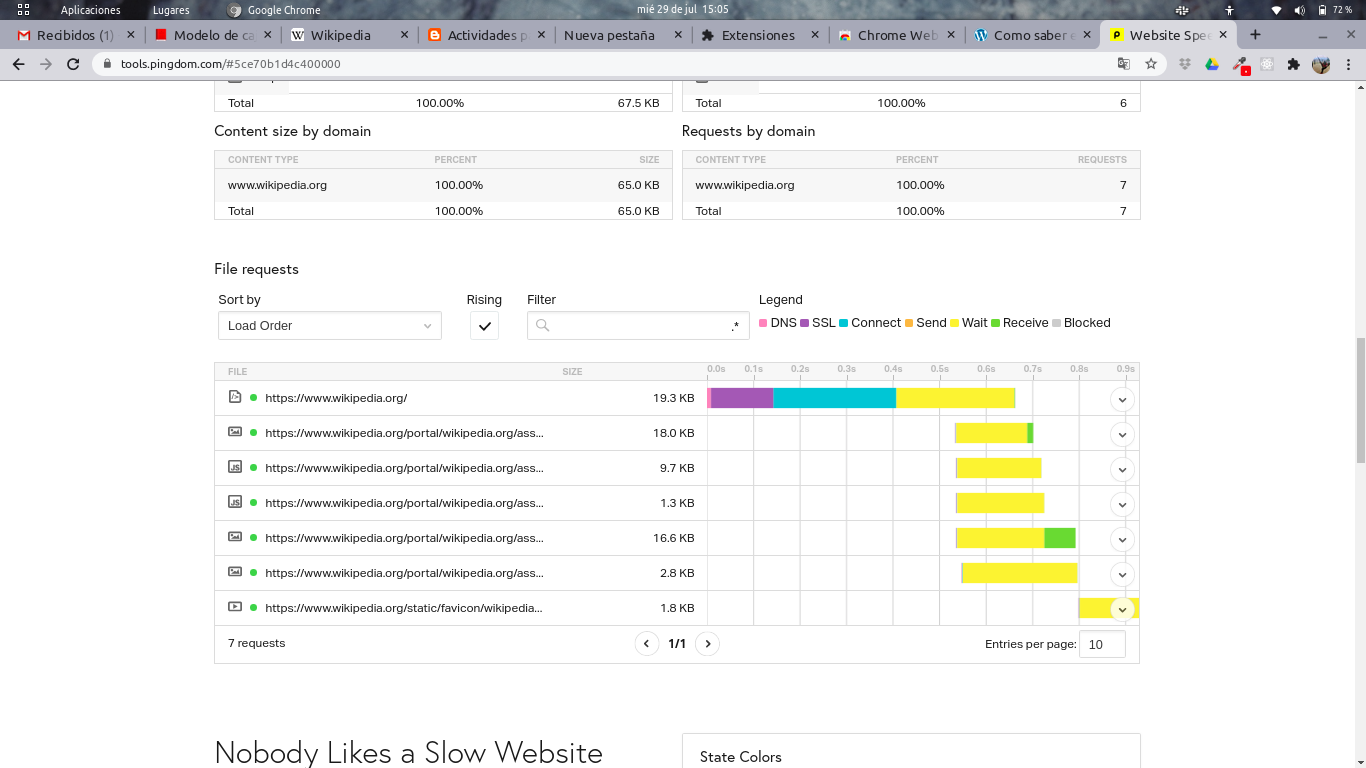 Aplicaciones Lugares Google Chrome mié 29 de jul 15:05 72 %
Recibidos (1) Modelo de ca Wikipedia Actividades p Nueva pestaña Extensiones Chrome Web Como saber e Website Spee
tools.pingdom.com/#5ce70b1d4c400000
Total 100.00% 67.5 KB Total 100.00% 6
Content size by domain Requests by domain
CONTENT TYPE PERCENT SIZE CONTENT TYPE PERCENT REQUESTS
www.wikipedia.org 100.00% 65.0 KB www.wikipedia.org 100.00% 7
Total 100.00% 65.0 KB Total 100.00% 7
File requests
Sort by Rising Filter Legend
Load Order .* DNS SSL Connect Send Wait Receive Blocked
FILE SIZE 0.0s 0.1s 0.2s 0.3s 0.4s 0.5s 0.6s 0.7s 0.8s 0.9s
https://www.wikipedia.org/ 19.3 KB
https://www.wikipedia.org/portal/wikipedia.org/ass... 18.0 KB
JS https://www.wikipedia.org/portal/wikipedia.org/ass... 9.7 KB
JS https://www.wikipedia.org/portal/wikipedia.org/ass... 1.3 KB
https://www.wikipedia.org/portal/wikipedia.org/ass... 16.6 KB
https://www.wikipedia.org/portal/wikipedia.org/ass... 2.8 KB
https://www.wikipedia.org/static/favicon/wikipedia... 1.8 KB
7 requests 1/1 Entries per page: 10
Nobody Likes a Slow Website State Colors